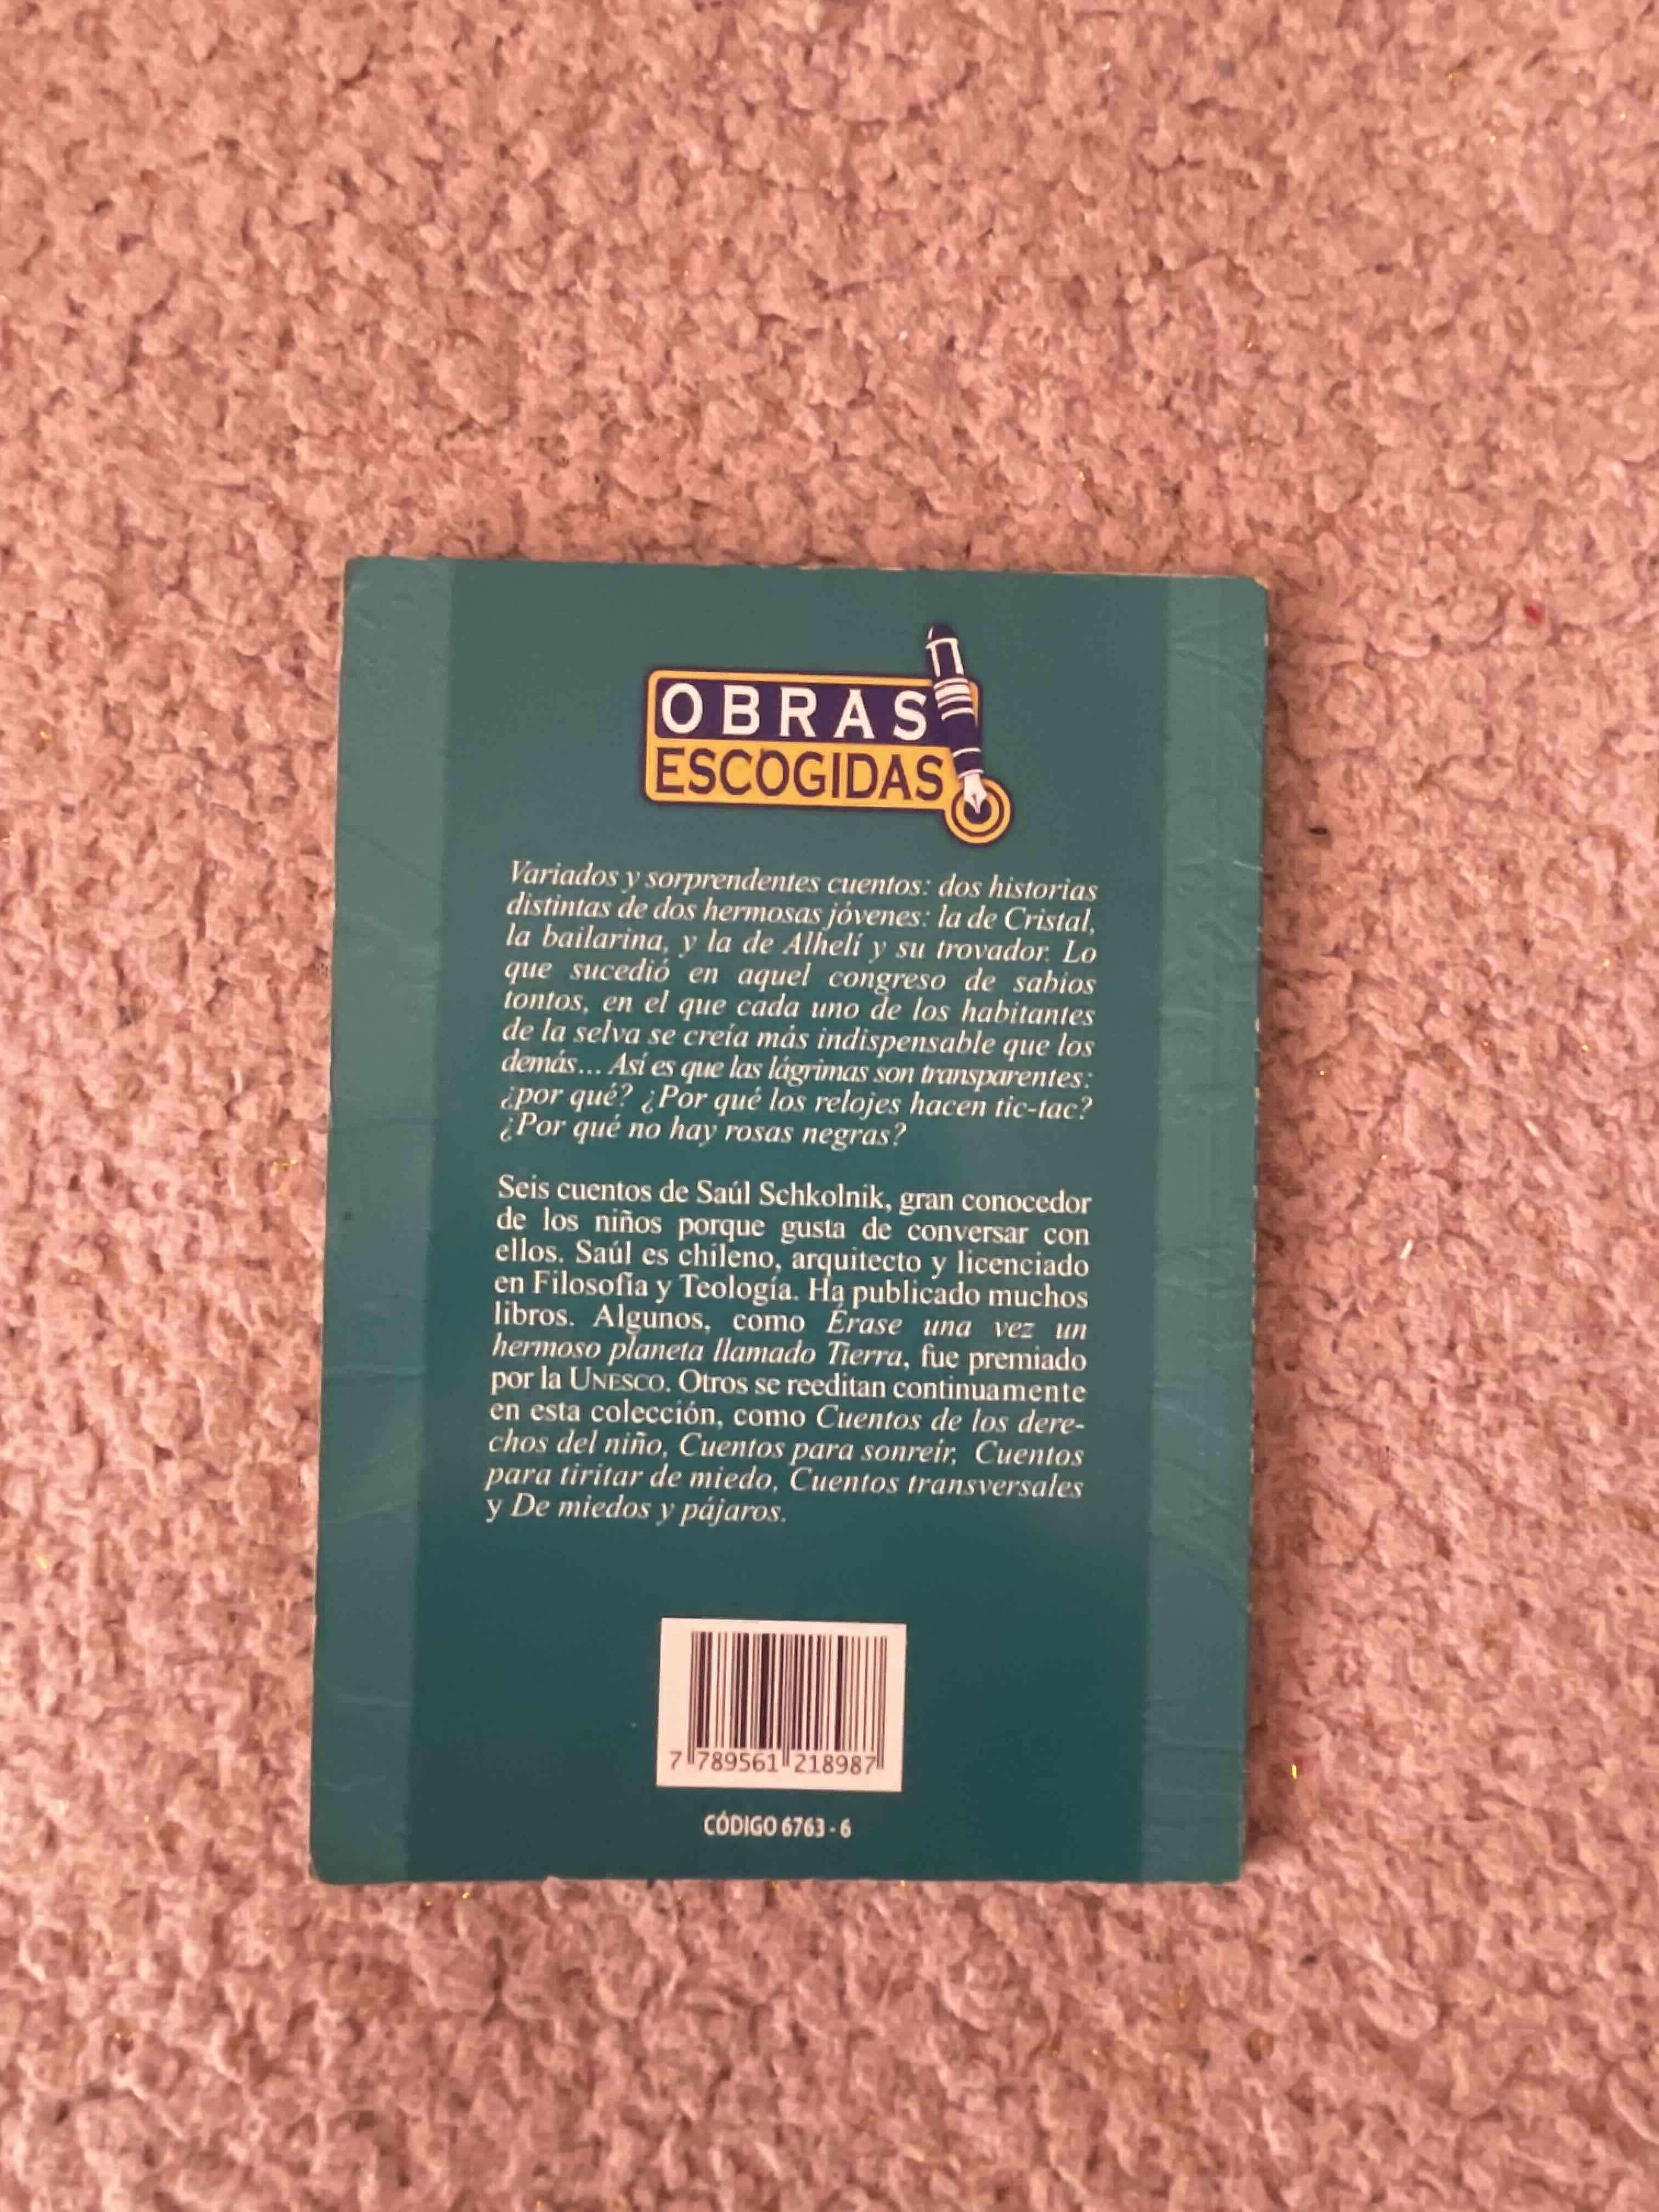 OBRAS
ESCOGIDAS
Variados y sorprendentes cuentos: dos historias
distintas de dos hermosas jóvenes: la de Cristal,
la bailarina, y la de Alhelí y su trovador. Lo
que sucedió en aquel congreso de sabios
tontos, en el que cada uno de los habitantes
de la selva se creía más indispensable que los
demás... Así es que las lágrimas son transparentes:
¿por qué? ¿Por qué los relojes hacen tic-tac?
¿Por qué no hay rosas negras?
Seis cuentos de Saúl Schkolnik, gran conocedor
de los niños porque gusta de conversar con
ellos. Saúl es chileno, arquitecto y licenciado
en Filosofía y Teología. Ha publicado muchos
libros. Algunos, como Érase una vez un
hermoso planeta llamado Tierra, fue premiado
por la UNESCO. Otros se reeditan continuamente
en esta colección, como Cuentos de los dere-
chos del niño, Cuentos para sonreír, Cuentos
para tiritar de miedo, Cuentos transversales
y De miedos y pájaros.
7 789561 218987
CÓDIGO 6763 - 6